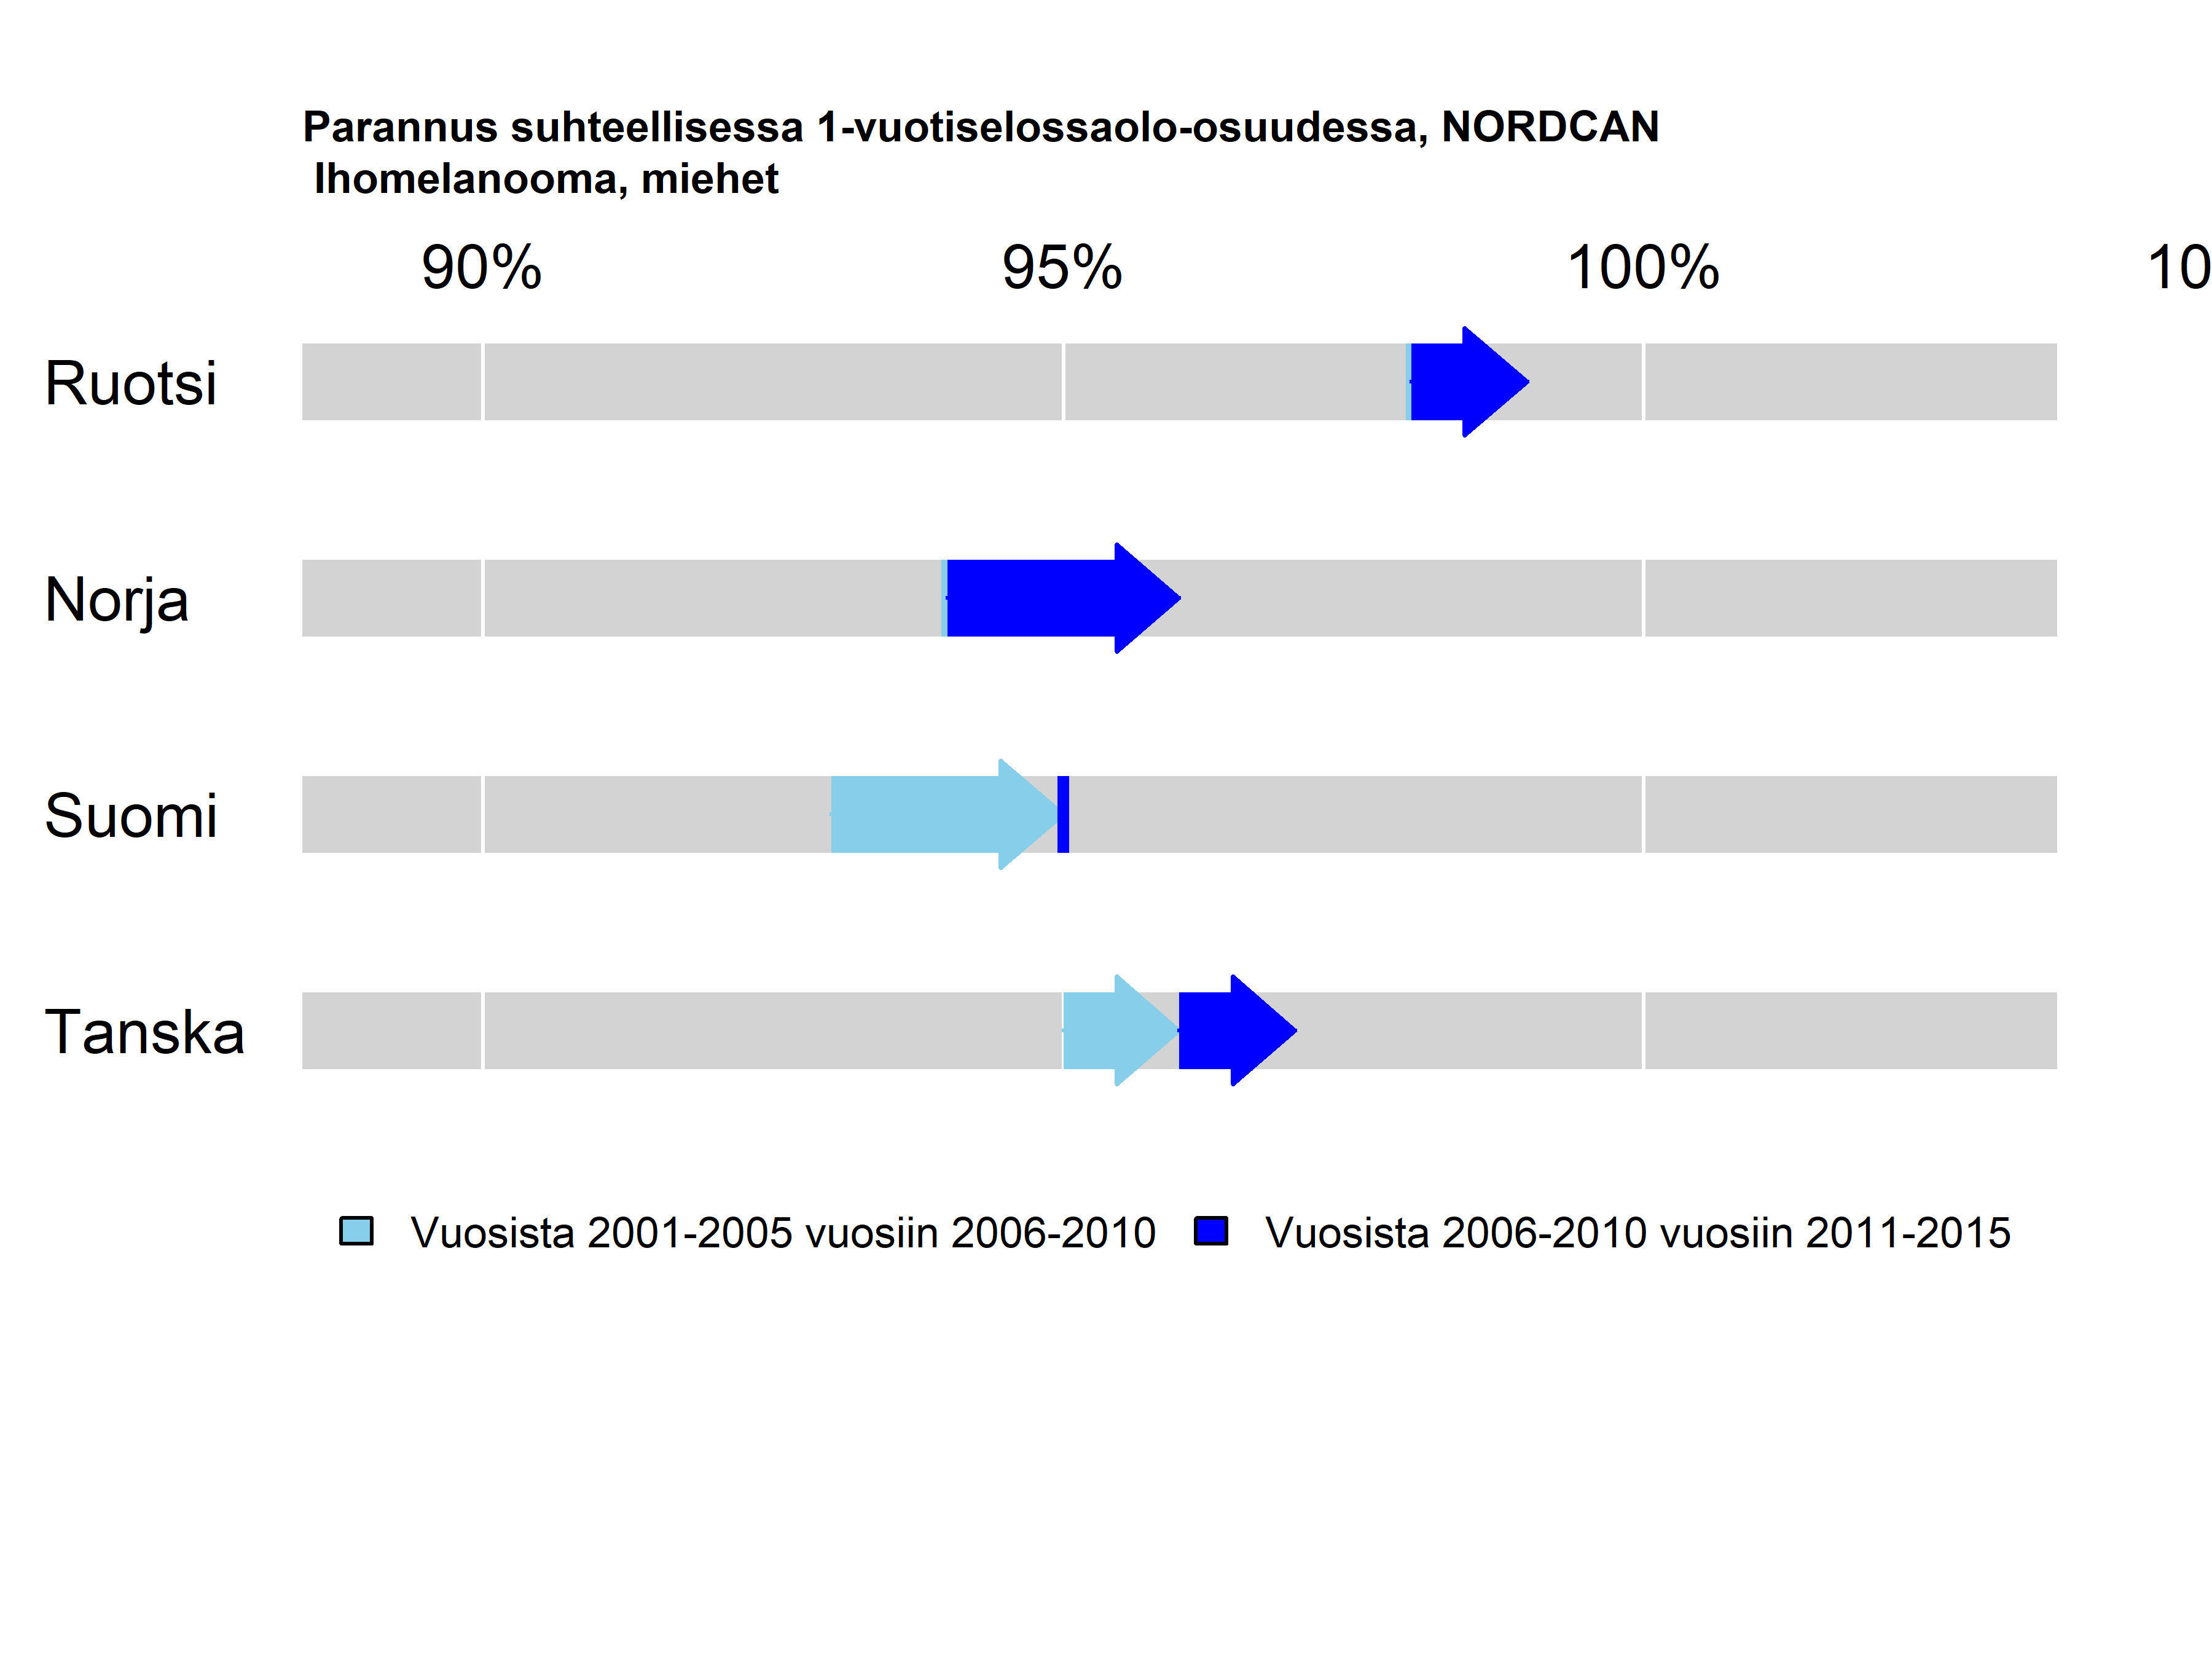 Parannus suhteellisessa 1-vuotiselossaolo-osuudessa, NORDCAN
Ihomelanooma, miehet
90% 95% 100% 10
Ruotsi
Norja
Suomi
Tanska
Vuosista 2001-2005 vuosiin 2006-2010 Vuosista 2006-2010 vuosiin 2011-2015